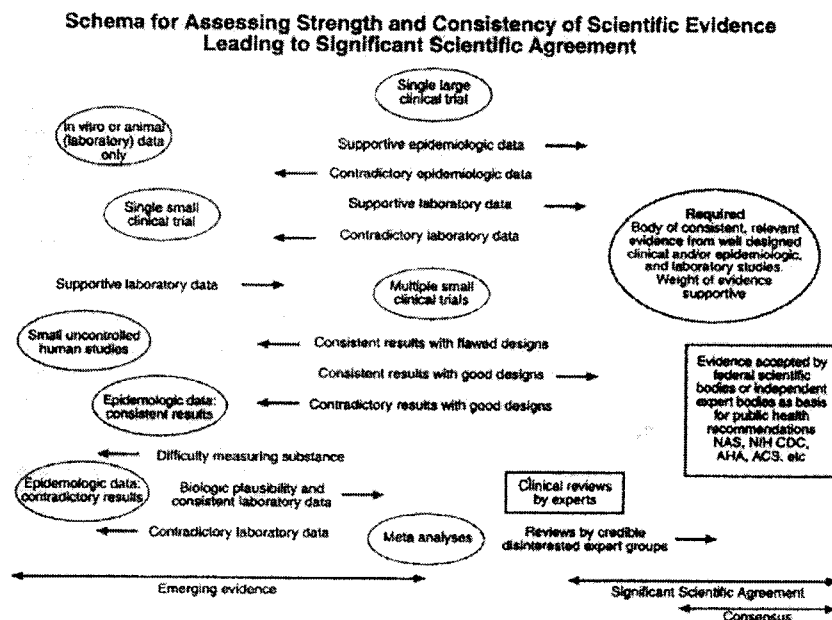 Schema for Assessing Strength and Consistency of Scientific Evidence
Leading to Significant Scientific Agreement
Single large
clinical trial
In vitro or animal
(laboratory) data
only
Supportive epidemiologic data
Contradictory epidemiologic data
Single small
clinical trial
Supportive laboratory data
Contradictory laboratory data
Required
Body of consistent, relevant
evidence from well designed
clinical and/or epidemiologic,
and laboratory studies.
Weight of evidence
supportive
Supportive laboratory data
Multiple small
clinical trials
Small uncontrolled
human studies
Consistent results with flawed designs
Consistent results with good designs
Contradictory results with good designs
Epidemologic data:
consistent results
Evidence accepted by
federal scientific
bodies or independent
expert bodies as basis
for public health
recommendations
NAS, NIH CDC,
AHA, ACS. etc
Difficulty measuring substance
Epidemologic data:
contradictory results
Biologic plausibility and
consistent laboratory data
Contradictory laboratory data
Clinical reviews
by experts
Meta analyses
Reviews by credible
disinterested expert groups
Emerging evidence
Significant Scientific Agreement
Consensus